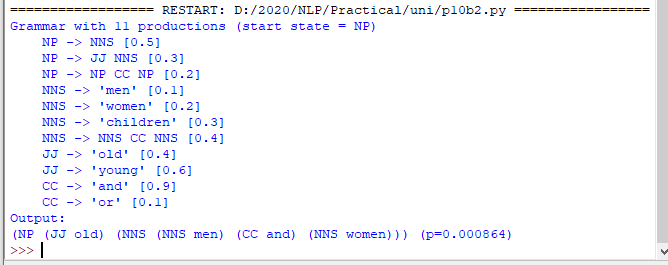 ================== RESTART: D:/2020/NLP/Practical/uni/p10b2.py =================
Grammar with 11 productions (start state = NP)
    NP -> NNS [0.5]
    NP -> JJ NNS [0.3]
    NP -> NP CC NP [0.2]
    NNS -> 'men' [0.1]
    NNS -> 'women' [0.2]
    NNS -> 'children' [0.3]
    NNS -> NNS CC NNS [0.4]
    JJ -> 'old' [0.4]
    JJ -> 'young' [0.6]
    CC -> 'and' [0.9]
    CC -> 'or' [0.1]
Output:
(NP (JJ old) (NNS (NNS men) (CC and) (NNS women))) (p=0.000864)
>>>